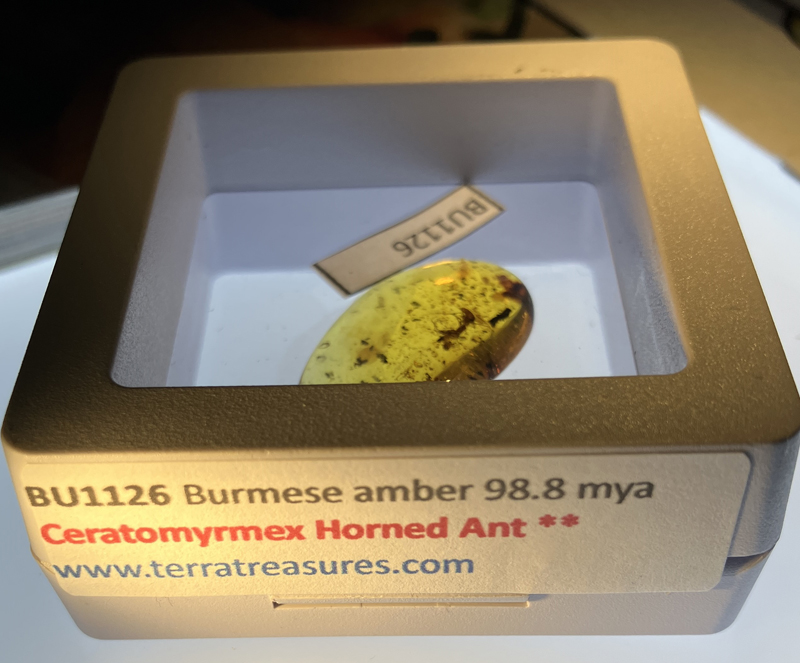 BU1126
BU1126 Burmese amber 98.8 mya
Ceratomyrmex Horned Ant **
www.terratreasures.com